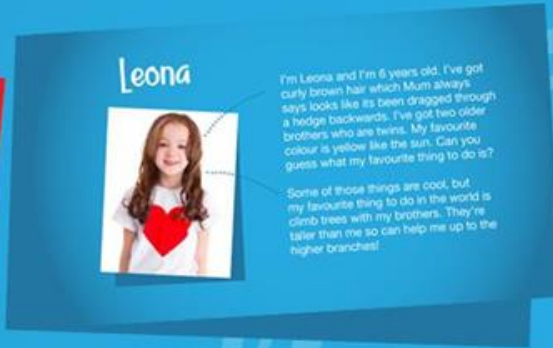 Leona
I'm Leona and I'm 6 years old. I've got
curly brown hair which Mum always
says looks like its been dragged through
a hedge backwards. I've got two older
brothers who are twins. My favourite
colour is yellow like the sun. Can you
guess what my favourite thing to do is?
Some of those things are cool, but
my favourite thing to do in the world is
climb trees with my brothers. They're
taller than me so can help me up to the
higher branches!